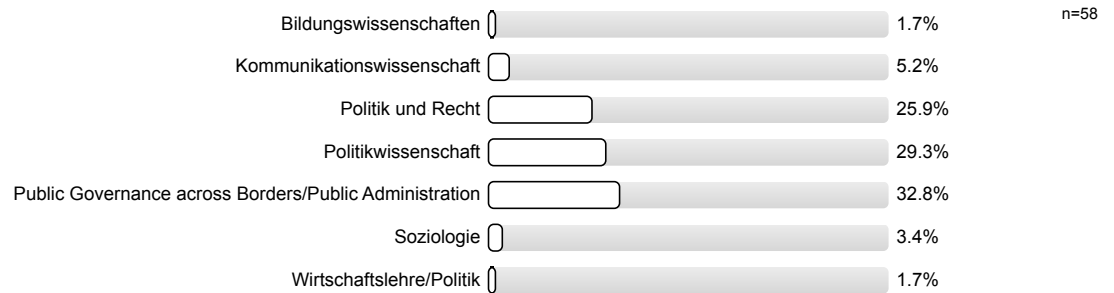 Bildungswissenschaften 1.7% n=58
Kommunikationswissenschaft 5.2%
Politik und Recht 25.9%
Politikwissenschaft 29.3%
Public Governance across Borders/Public Administration 32.8%
Soziologie 3.4%
Wirtschaftslehre/Politik 1.7%